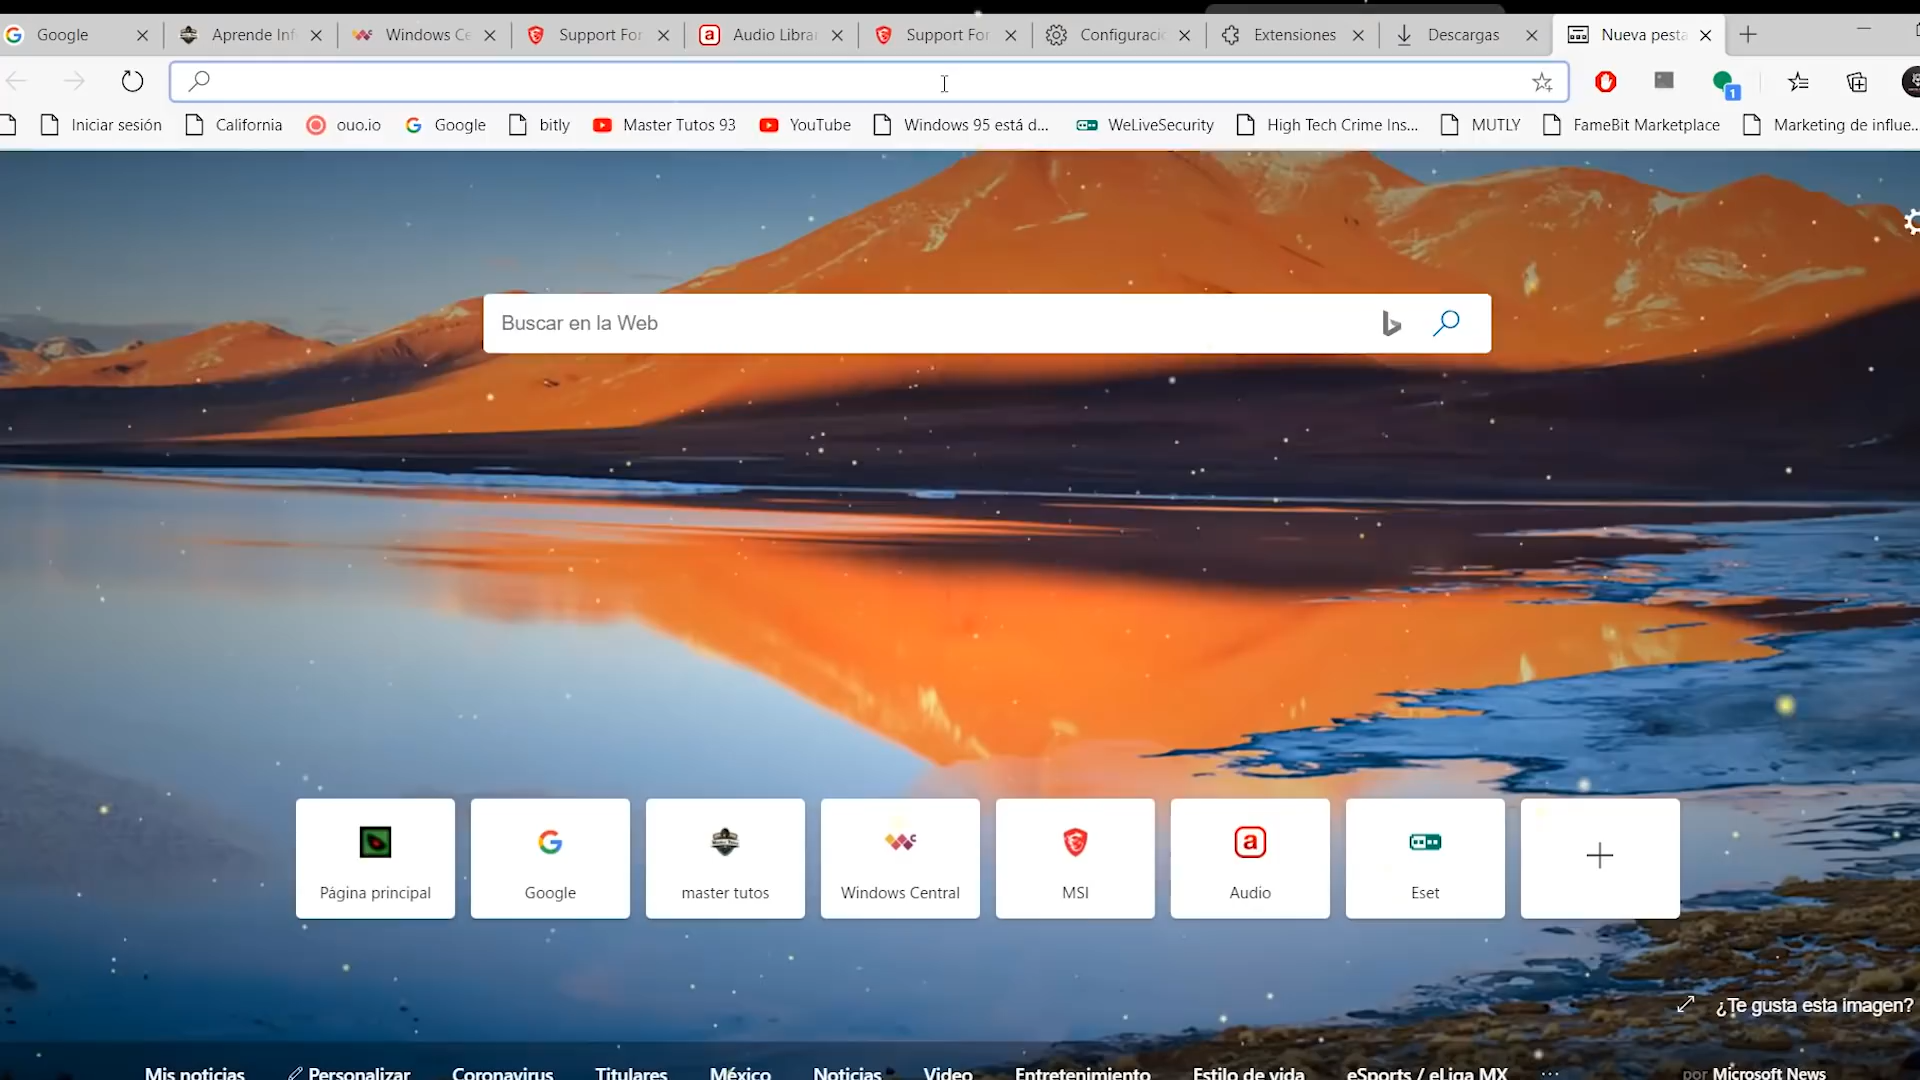 Google Aprende Inf Windows Ce Support For Audio Librar Support For Configuraci Extensiones Descargas Nueva pesta
Iniciar sesión California ouo.io Google bitly Master Tutos 93 YouTube Windows 95 está d... WeLiveSecurity High Tech Crime Ins... MUTLY FameBit Marketplace Marketing de influe...
1
Buscar en la Web
Página principal Google master tutos Windows Central MSI Audio Eset
¿Te gusta esta imagen?
Mis noticias Personalizar Coronavirus Titulares México Noticias Video Entretenimiento Estilo de vida eSports / eLiga MX ... por Microsoft News